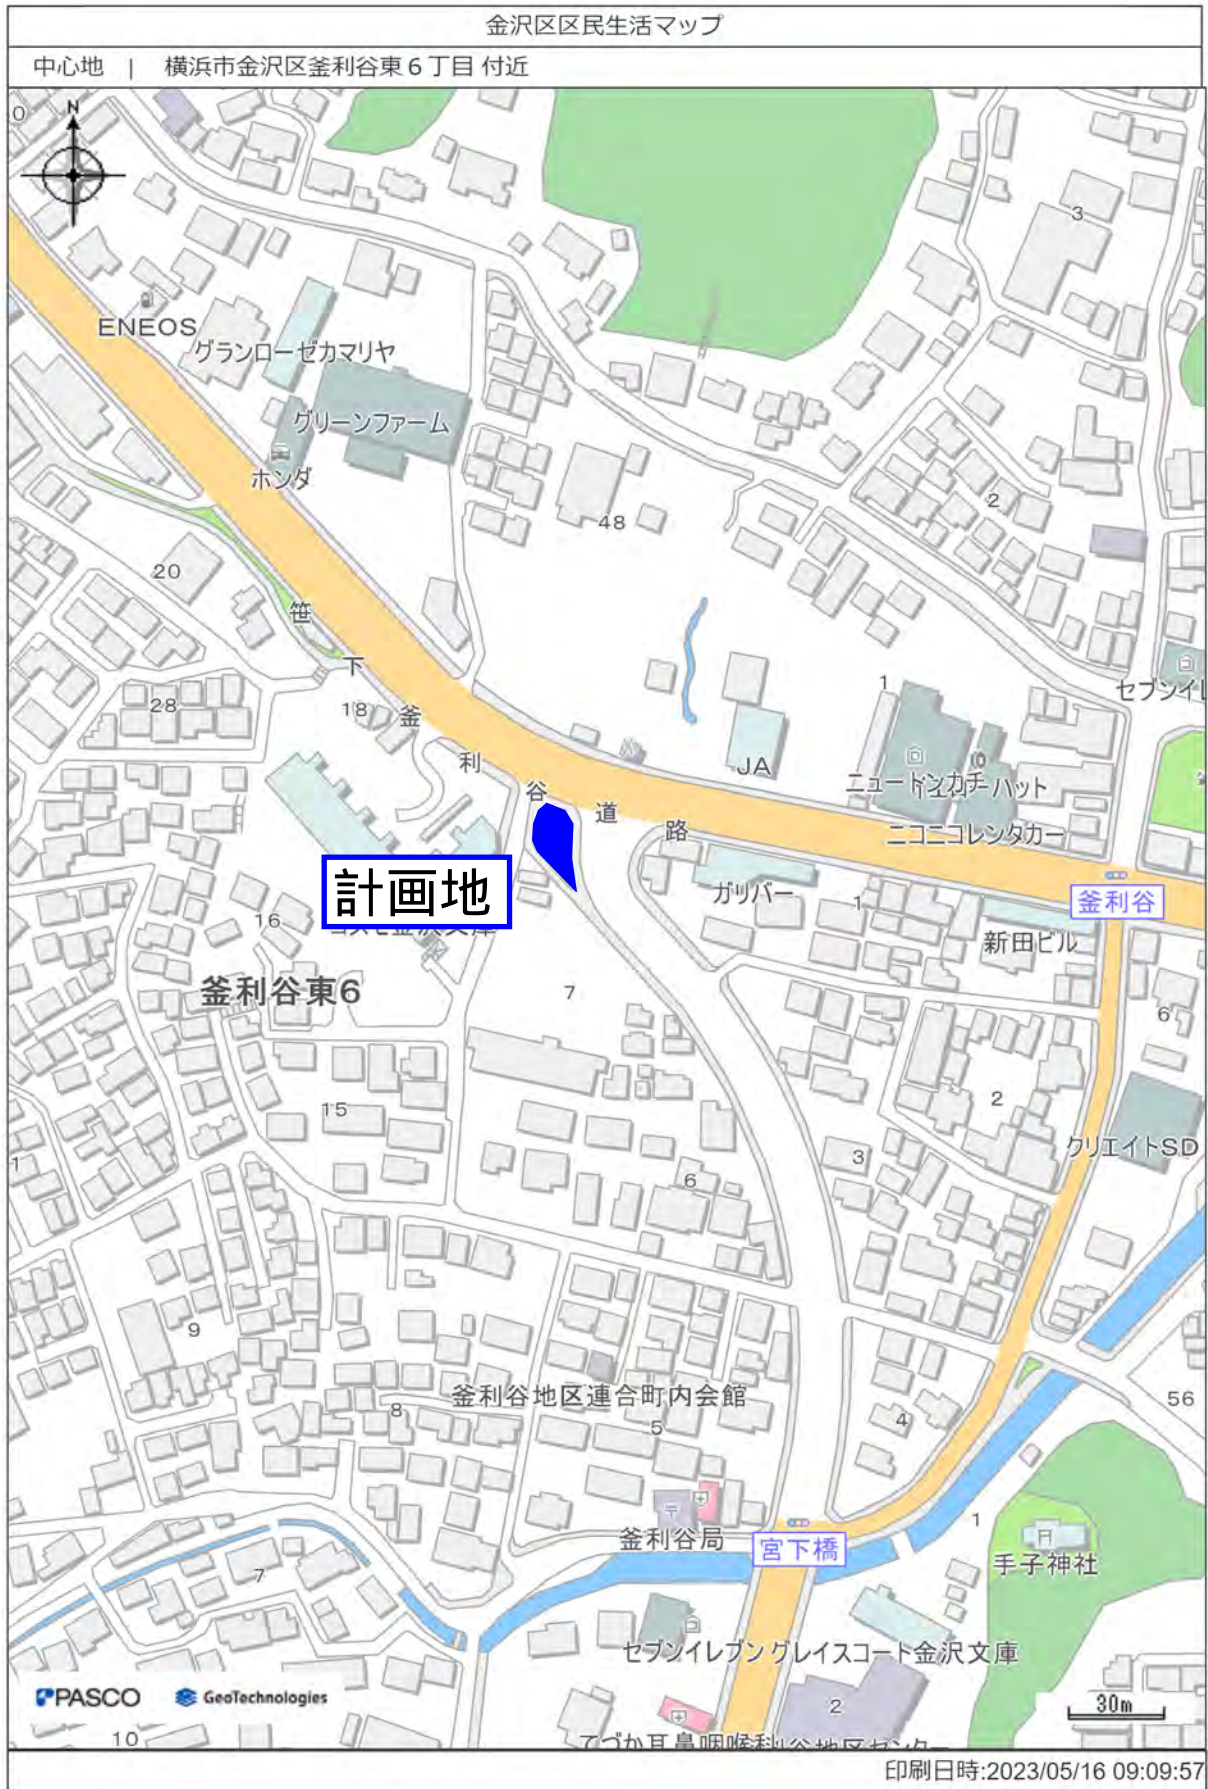 金沢区区民生活マップ
中心地 | 横浜市金沢区釜利谷東6丁目 付近
0
N
3
ENEOS
グランローゼカマリヤ
グリーンファーム
ホンダ
2
48
20
笹
下
釜
利
谷
道
路
セブンイレ
28
18
1
JA
ニュートンカチ
ハット
ニコニコレンタカー
計画地
ガリバー
1
釜利谷
16
新田ビル
釜利谷東6
7
6
15
2
クリエイトSD
1
3
6
9
釜利谷地区連合町内会館
8
5
4
56
1
釜利谷局
宮下橋
手子神社
7
セブンイレブン グレイスコート金沢文庫
PASCO
GeoTechnologies
2
30m
10
印刷日時:2023/05/16 09:09:57